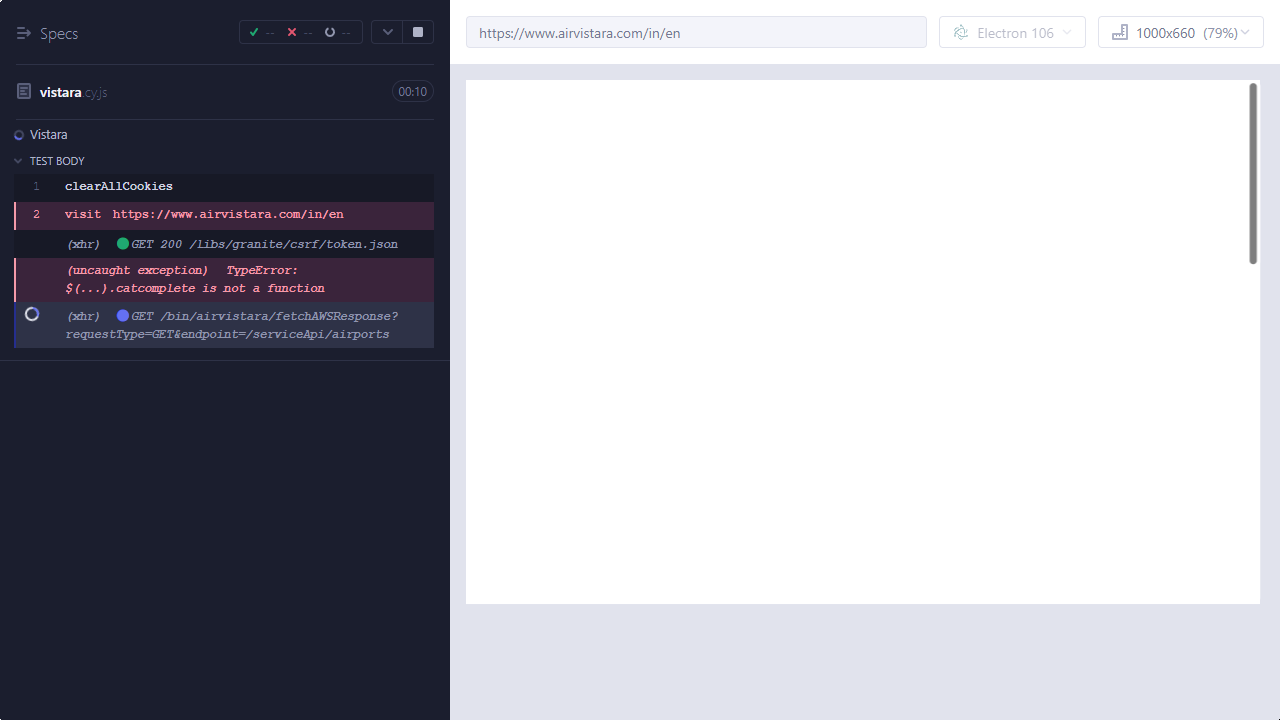 Specs
-- -- --
vistara.cy.js
00:10
Vistara
TEST BODY
1 clearAllCookies
2 visit https://www.airvistara.com/in/en
(xhr) GET 200 /libs/granite/csrf/token.json
(uncaught exception) TypeError:
$(...).catcomplete is not a function
(xhr) GET /bin/airvistara/fetchAWSResponse?
requestType=GET&endpoint=/serviceApi/airports
https://www.airvistara.com/in/en
Electron 106
1000x660 (79%)